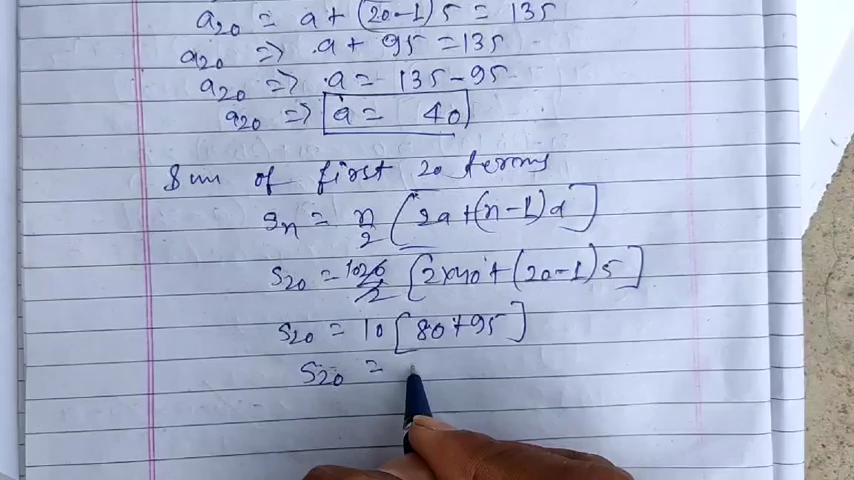 a20 = a + (20-1) 5 = 135
a20 => a + 95 = 135
a20 => a = 135 - 95
a20 => a = 40
Sum of first 20 terms
Sn = n/2 [2a + (n-1)d]
S20 = 10 20/2 [2×40 + (20-1)5]
S20 = 10 [80+95]
S20 =